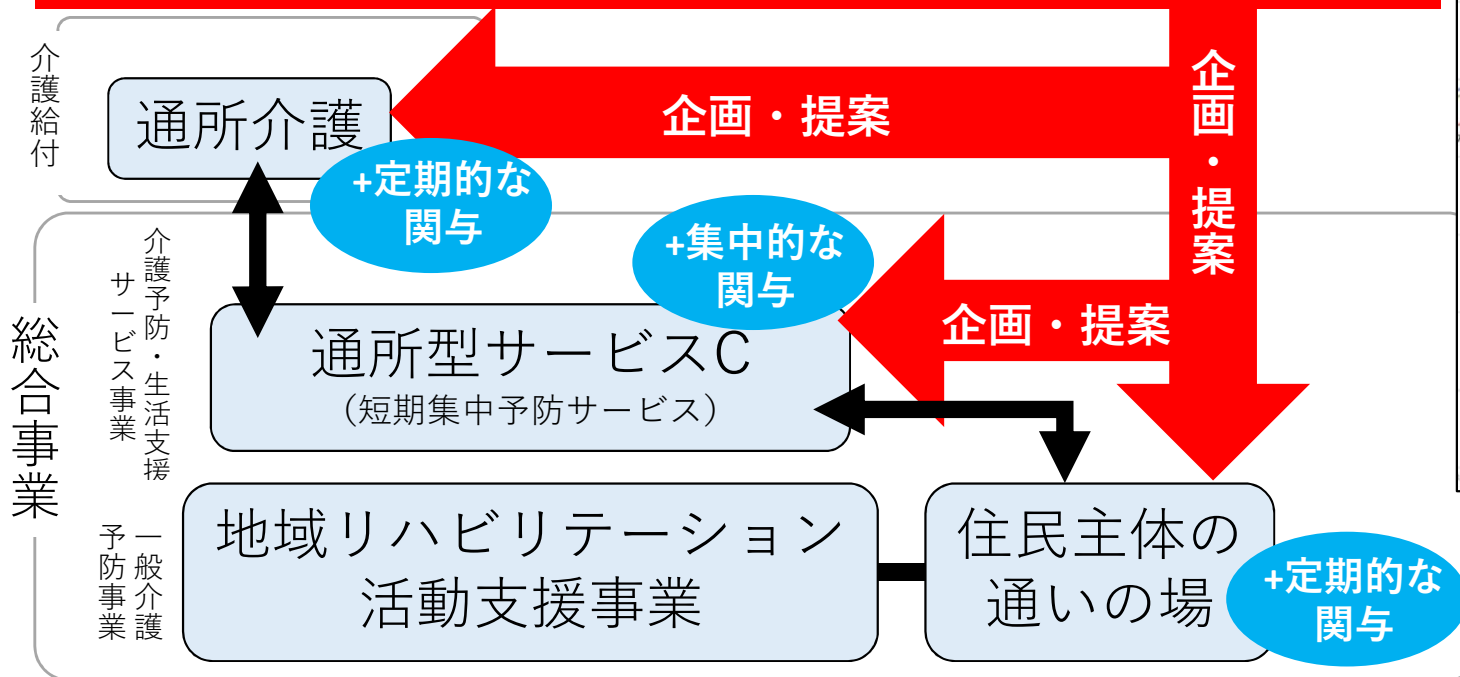 介護給付
通所介護
企画・提案
企画・提案
+定期的な
関与
+集中的な
関与
企画・提案
総合事業
介護予防・生活支援
サービス事業
通所型サービスC
(短期集中予防サービス)
一般介護
予防事業
地域リハビリテーション
活動支援事業
住民主体の
通いの場
+定期的な
関与